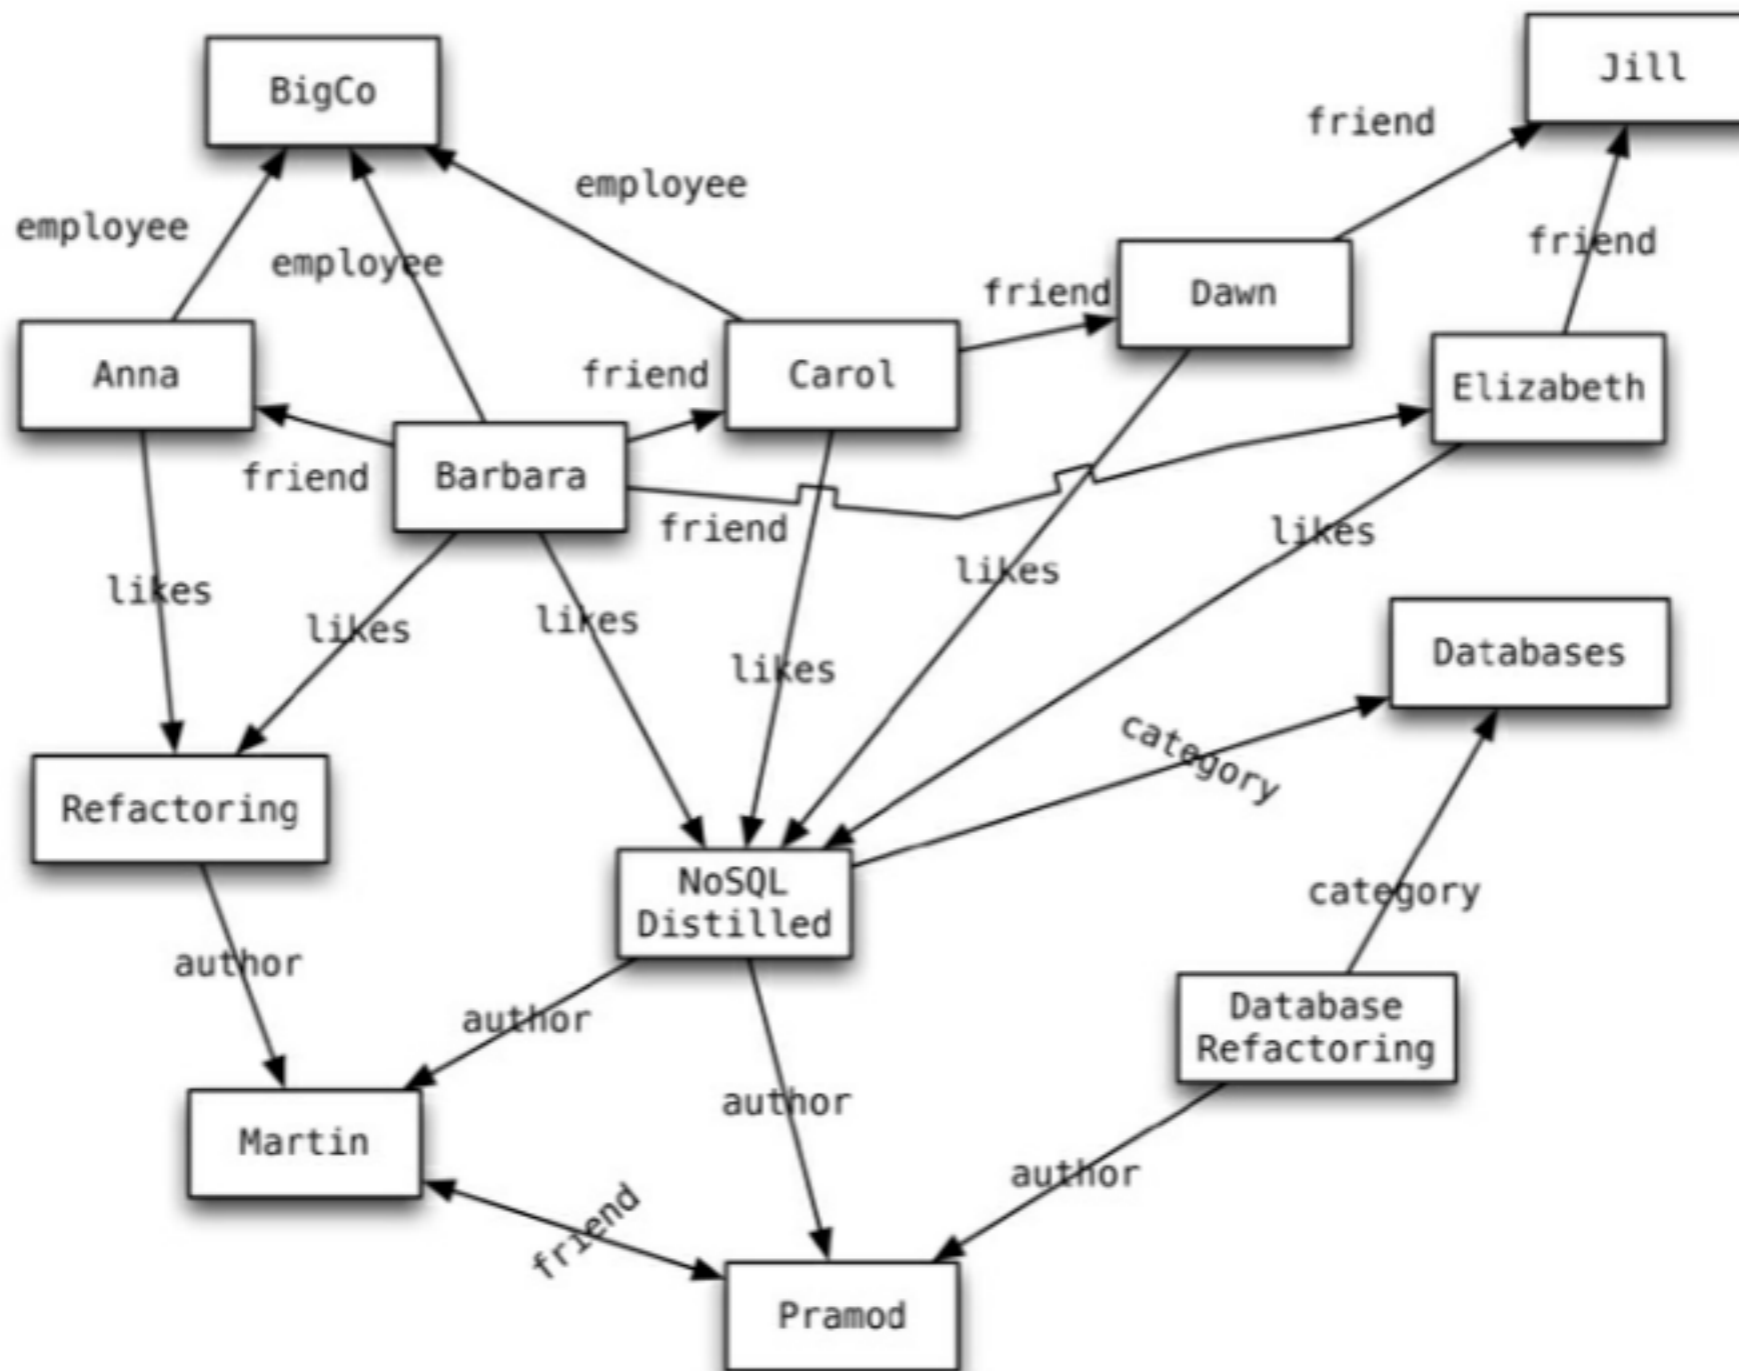 BigCo
Jill
friend
employee
employee
friend
employee
friend
Dawn
Anna
friend
Carol
Elizabeth
friend
Barbara
friend
likes
likes
likes
likes
likes
likes
Databases
category
Refactoring
NoSQL
Distilled
category
author
author
Database
Refactoring
author
Martin
author
friend
Pramod